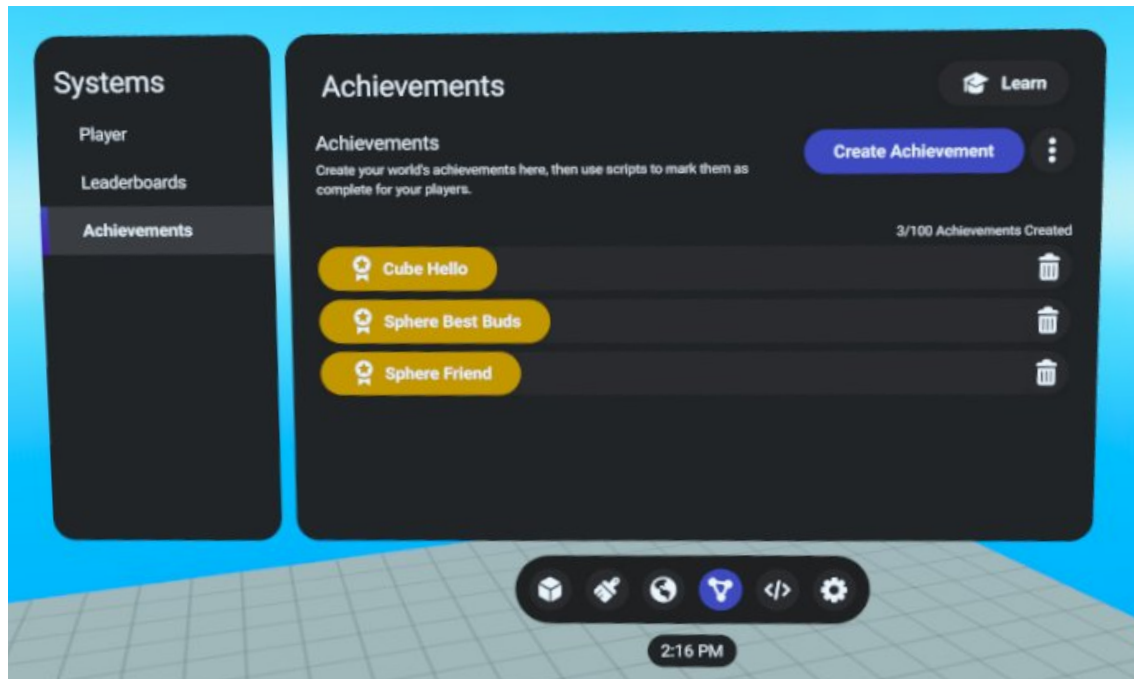 Systems
Player
Leaderboards
Achievements
Achievements
Learn
Achievements
Create your world's achievements here, then use scripts to mark them as
complete for your players.
Create Achievement
3/100 Achievements Created
Cube Hello
Sphere Best Buds
Sphere Friend
</>
2:16 PM